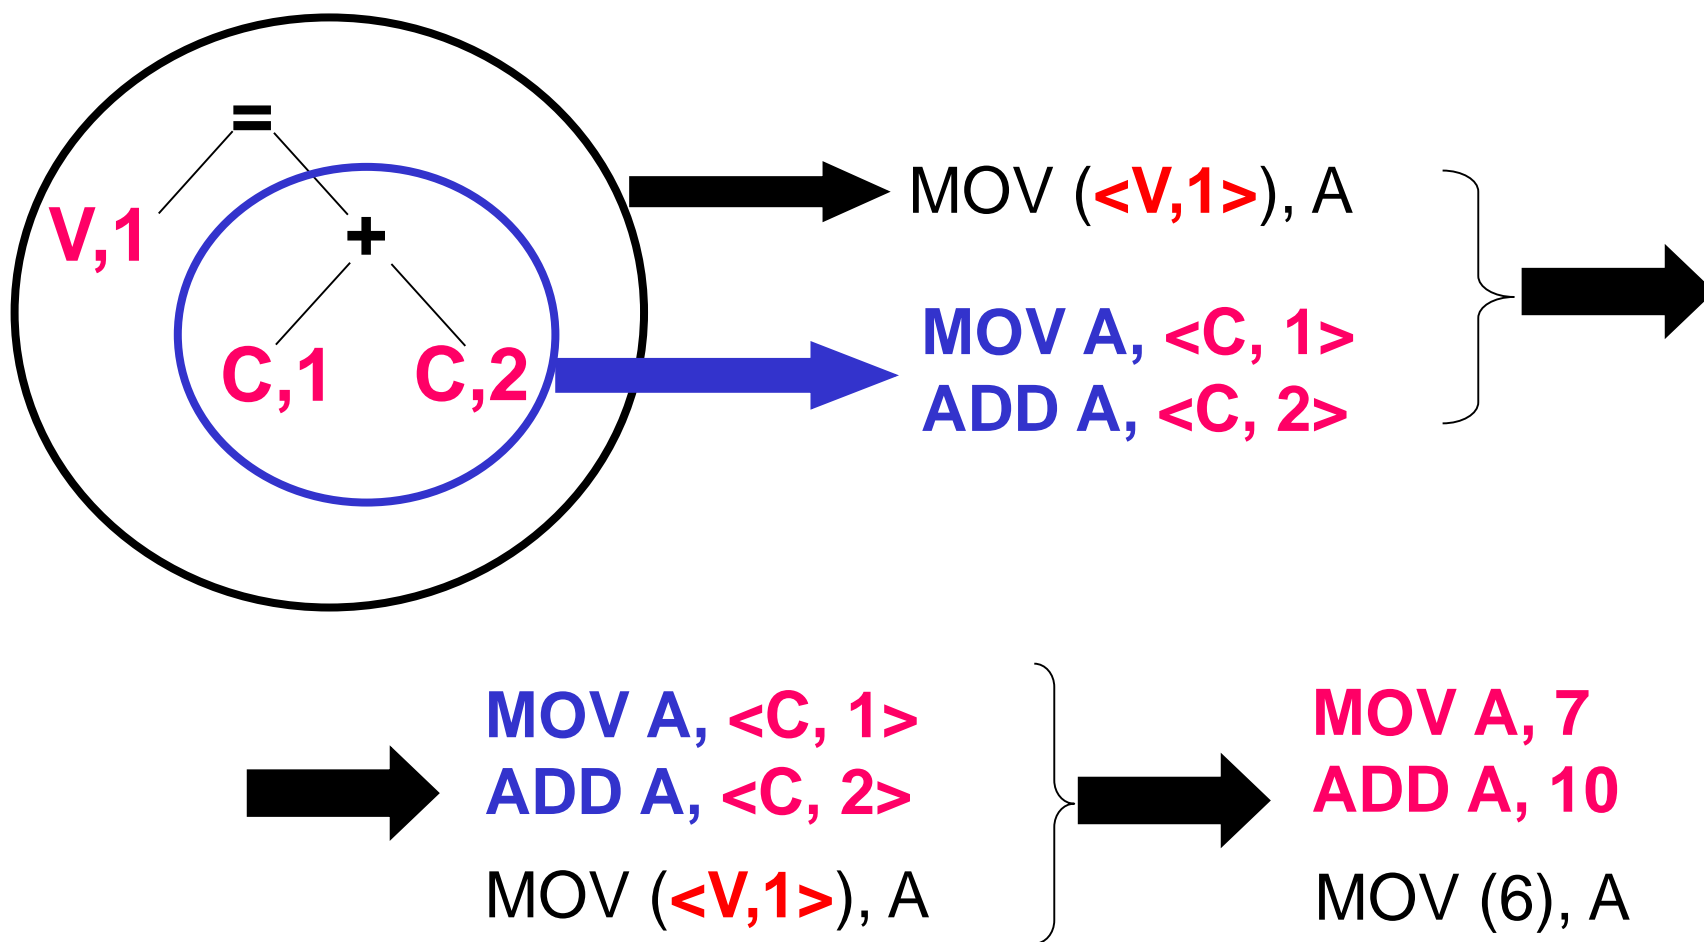 =
V,1
+
C,1 C,2
MOV (<V,1>), A
MOV A, <C, 1>
ADD A, <C, 2>
MOV A, <C, 1>
ADD A, <C, 2>
MOV (<V,1>), A
MOV A, 7
ADD A, 10
MOV (6), A